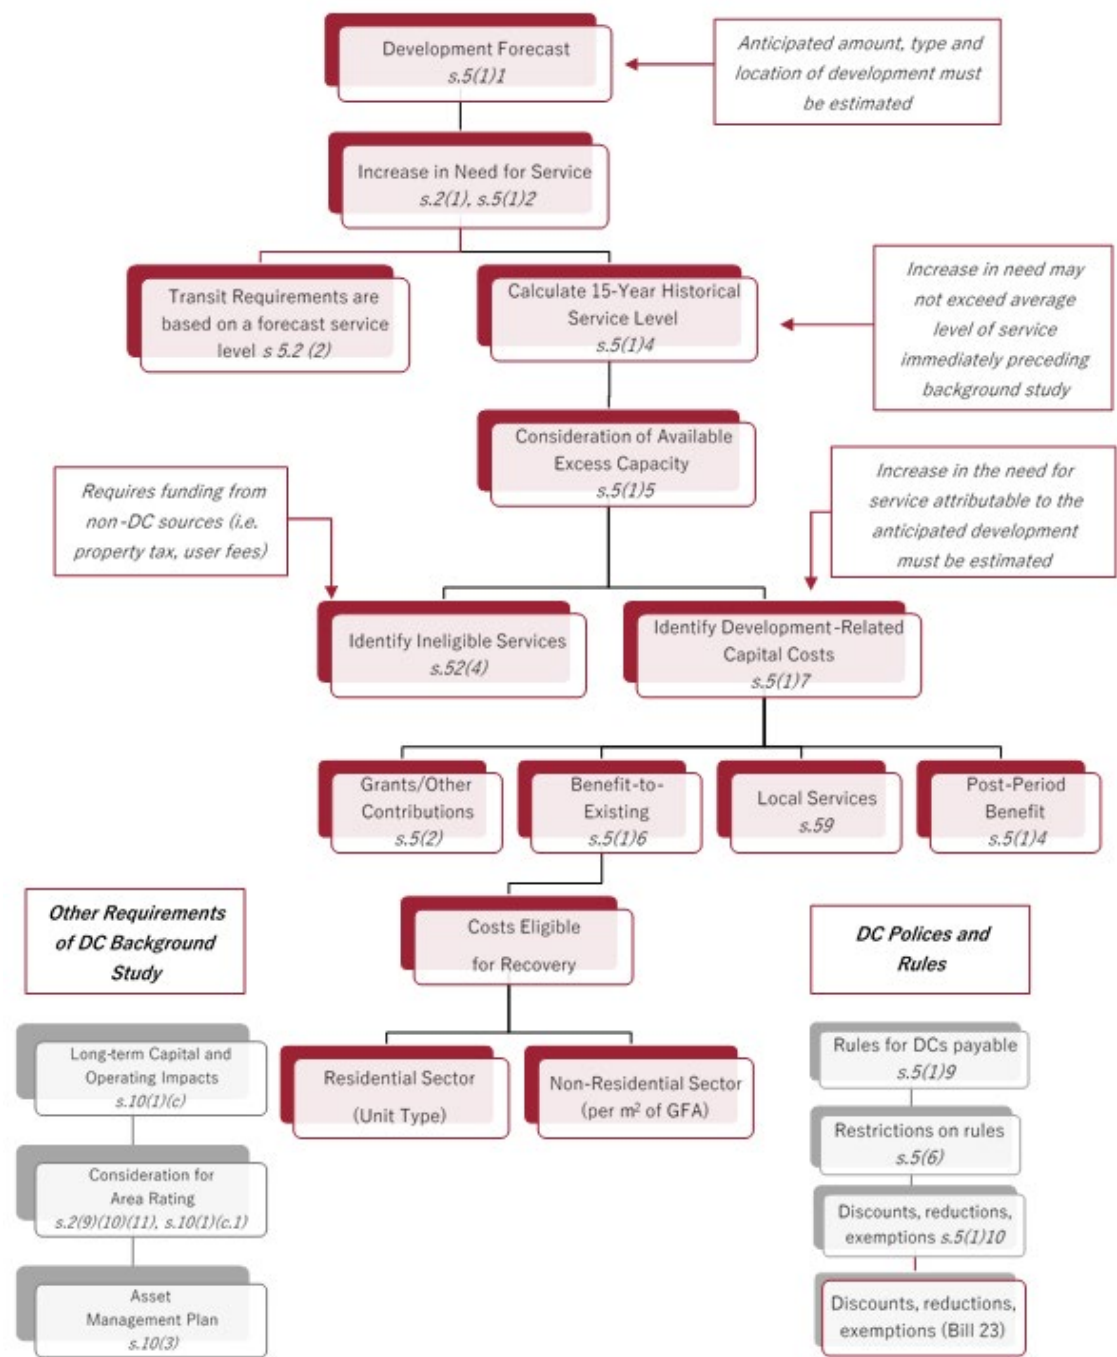 Development Forecast
s.5(1)1
Anticipated amount, type and
location of development must
be estimated
Increase in Need for Service
s.2(1), s.5(1)2
Transit Requirements are
based on a forecast service
level s 5.2 (2)
Calculate 15-Year Historical
Service Level
s.5(1)4
Increase in need may
not exceed average
level of service
immediately preceding
background study
Consideration of Available
Excess Capacity
s.5(1)5
Requires funding from
non-DC sources (i.e.
property tax, user fees)
Increase in the need for
service attributable to the
anticipated development
must be estimated
Identify Ineligible Services
s.52(4)
Identify Development-Related
Capital Costs
s.5(1)7
Grants/Other
Contributions
s.5(2)
Benefit-to-
Existing
s.5(1)6
Local Services
s.59
Post-Period
Benefit
s.5(1)4
Costs Eligible
for Recovery
Residential Sector
(Unit Type)
Non-Residential Sector
(per m² of GFA)
Other Requirements
of DC Background
Study
Long-term Capital and
Operating Impacts
s.10(1)(c)
Consideration for
Area Rating
s.2(9)(10)(11), s.10(1)(c.1)
Asset
Management Plan
s.10(3)
DC Polices and
Rules
Rules for DCs payable
s.5(1)9
Restrictions on rules
s.5(6)
Discounts, reductions,
exemptions s.5(1)10
Discounts, reductions,
exemptions (Bill 23)